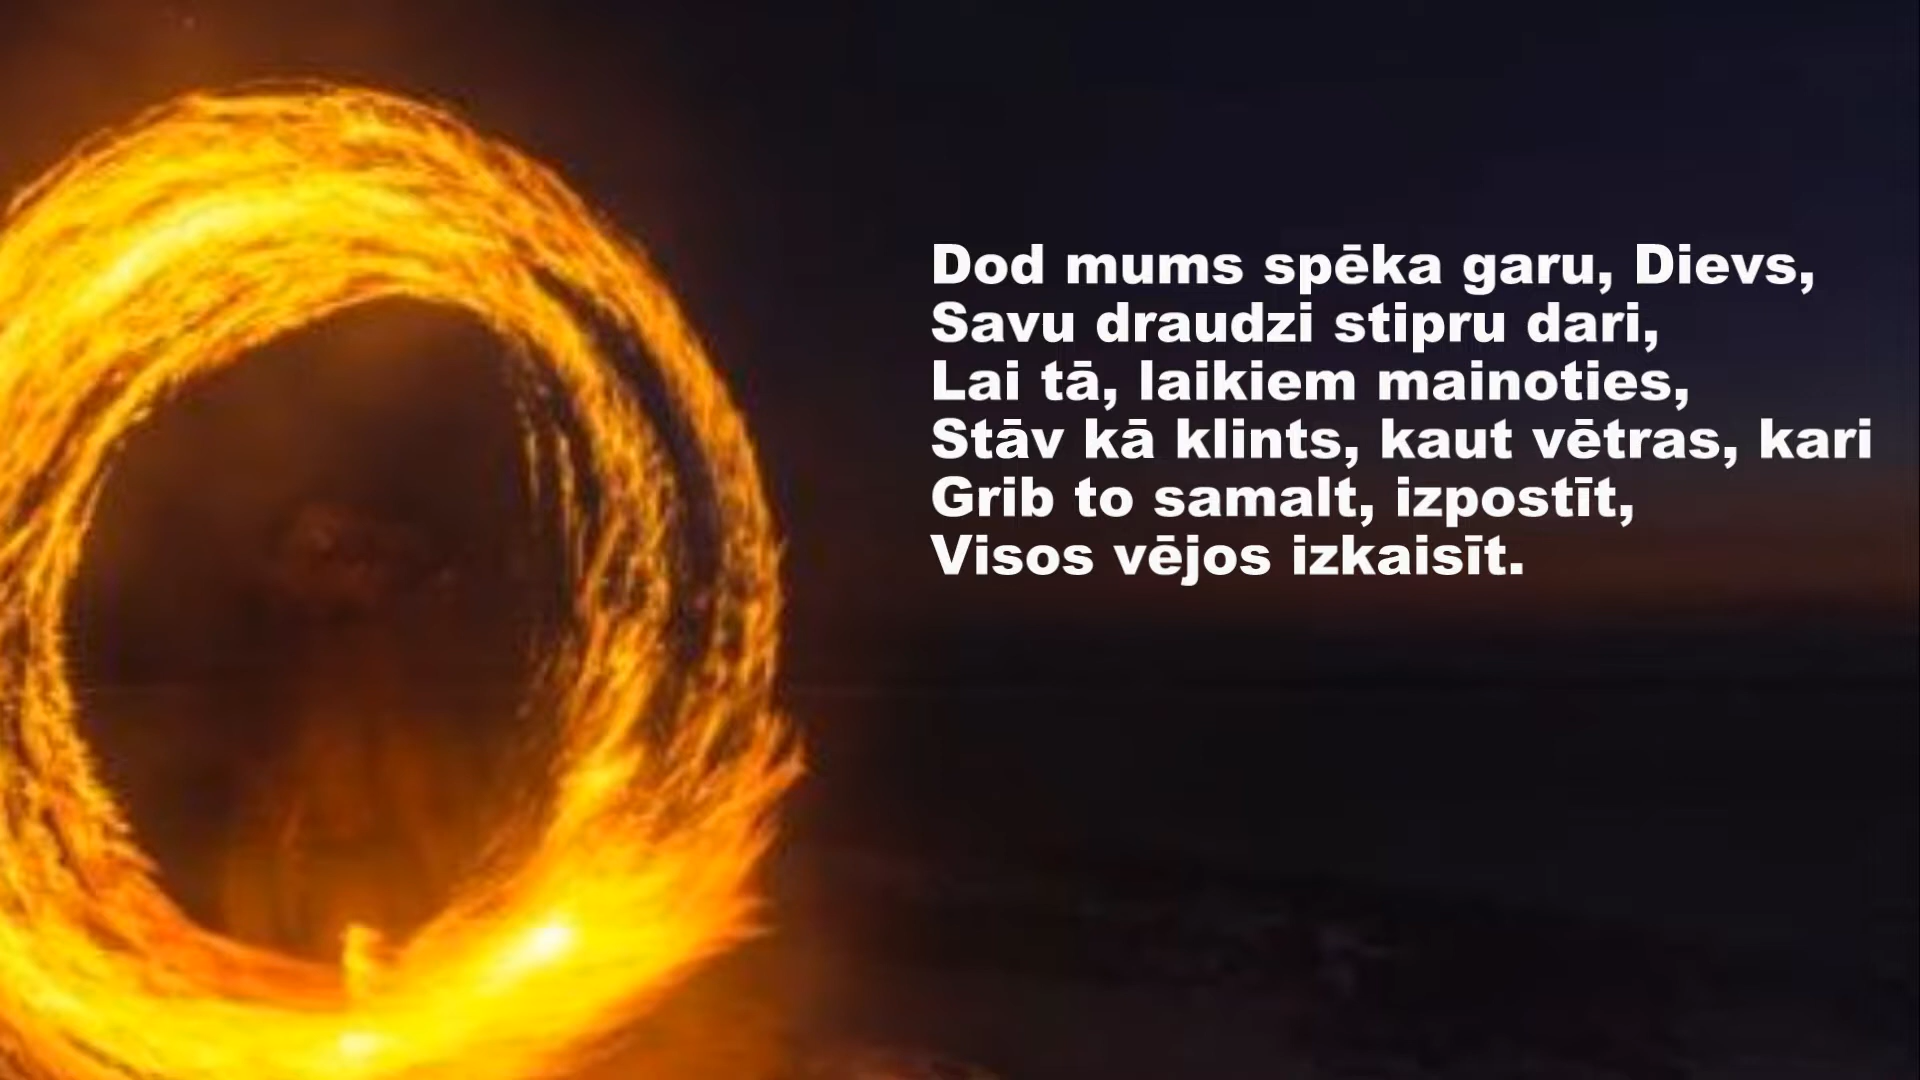 Dod mums spēka garu, Dievs,
Savu draudzi stipru dari,
Lai tā, laikiem mainoties,
Stāv kā klints, kaut vētras, kari
Grib to samalt, izpostīt,
Visos vējos izkaisīt.